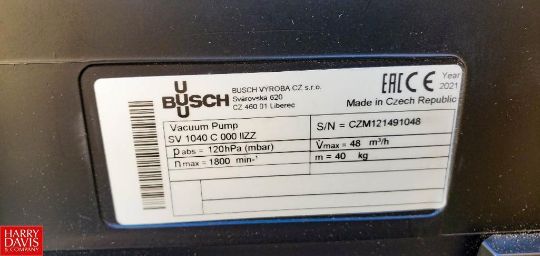 BUSCH
BUSCH VYROBA CZ s.r.o.
Svarovska 620
CZ 460 01 Liberec
EAC CE
Year
2021
Made in Czech Republic
Vacuum Pump
SV 1040 C 000 IIZZ
S/N = CZM121491048
p abs = 120hPa (mbar)
V̇max = 48 m³/h
n max = 1800 min-¹
m = 40 kg
HARRY
DAVIS
& COMPANY